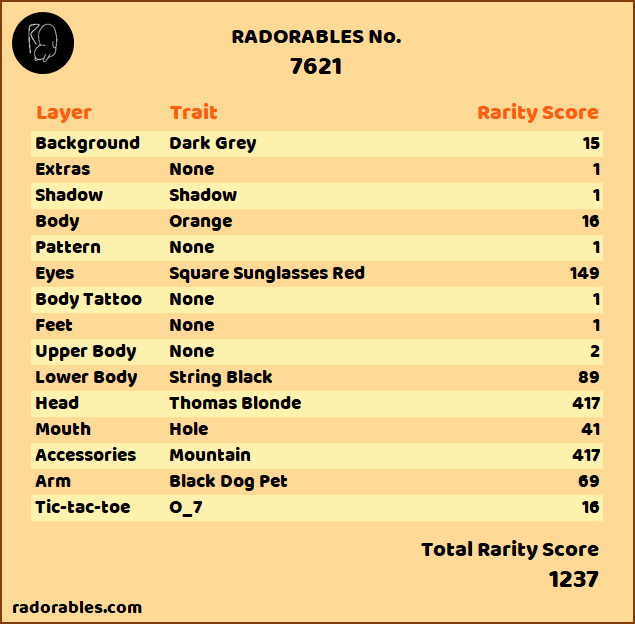 RADORABLES No.
7621
Layer Trait Rarity Score
Background Dark Grey 15
Extras None 1
Shadow Shadow 1
Body Orange 16
Pattern None 1
Eyes Square Sunglasses Red 149
Body Tattoo None 1
Feet None 1
Upper Body None 2
Lower Body String Black 89
Head Thomas Blonde 417
Mouth Hole 41
Accessories Mountain 417
Arm Black Dog Pet 69
Tic-tac-toe O_7 16
Total Rarity Score
1237
radorables.com